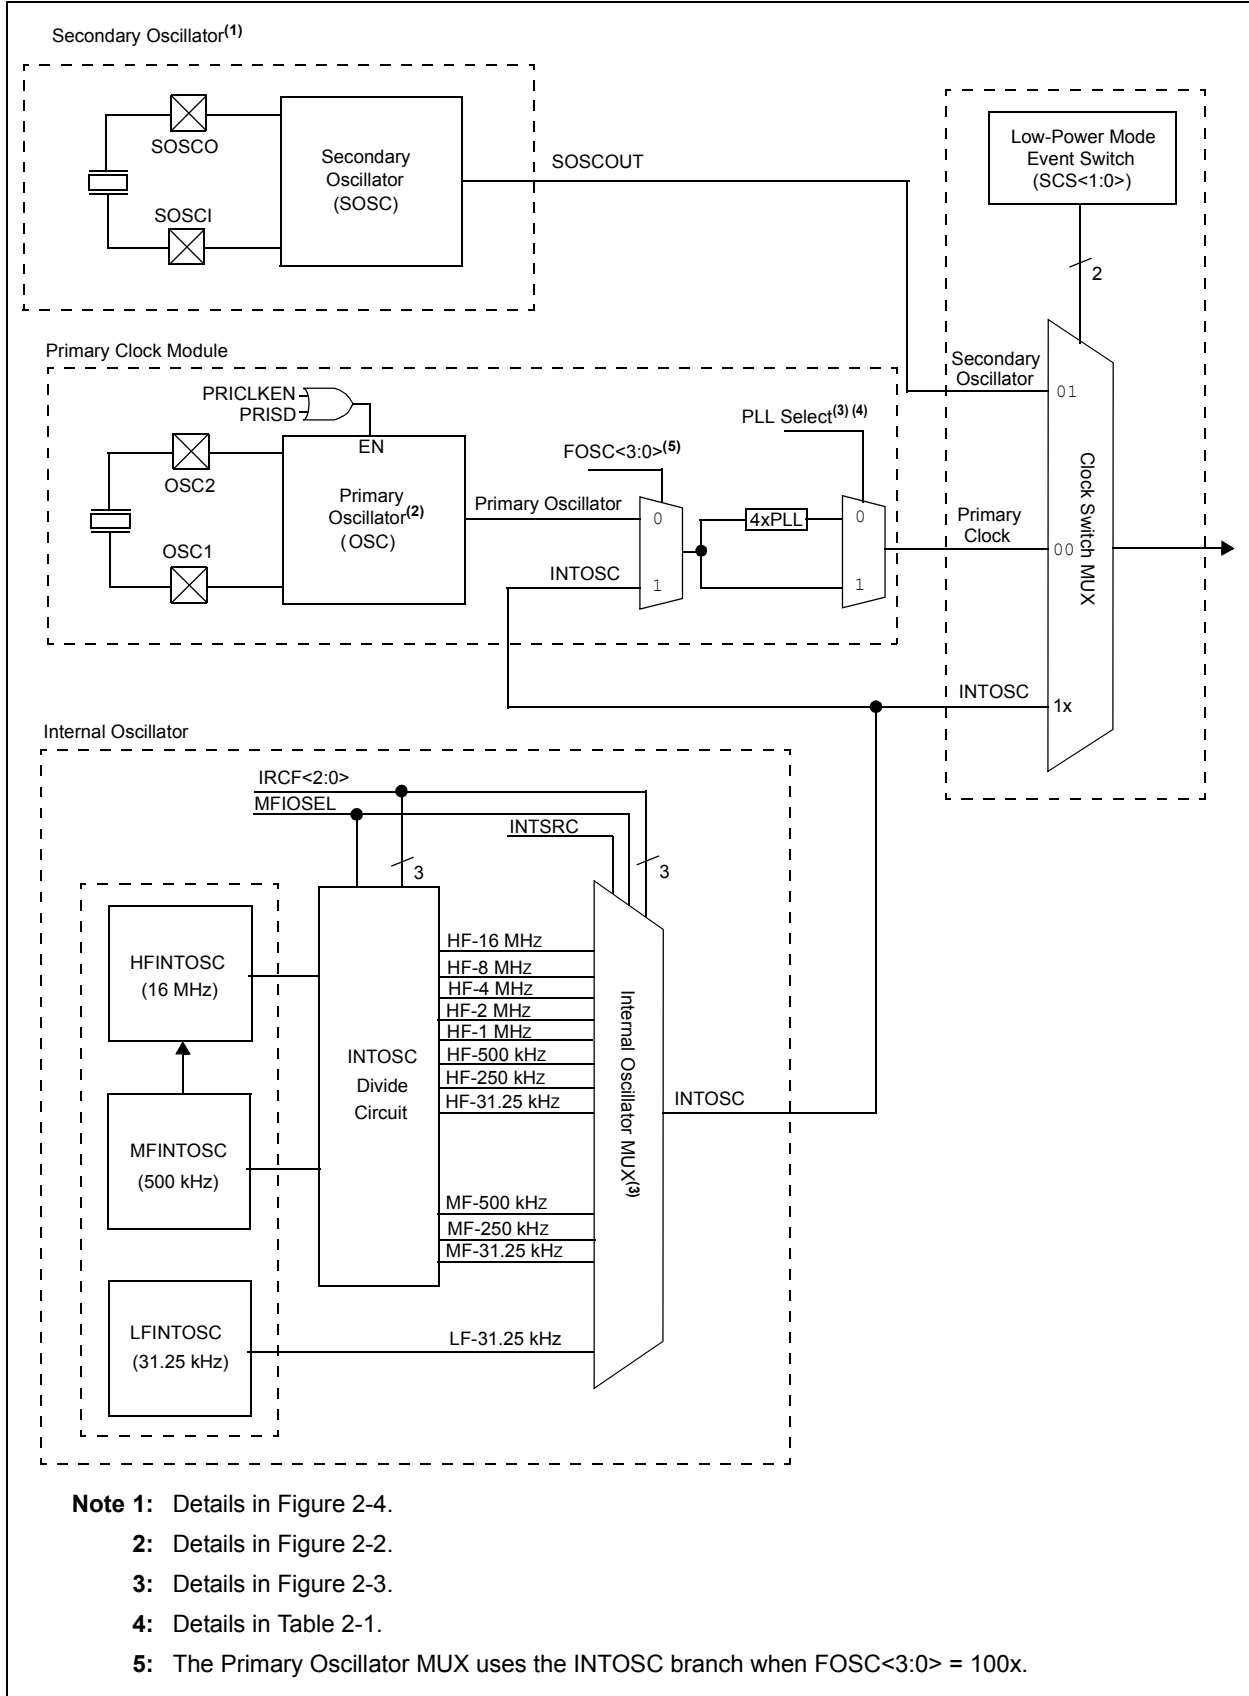 Secondary Oscillator(1)
SOSCO
SOSCI
Secondary
Oscillator
(SOSC)
SOSCOUT
Low-Power Mode
Event Switch
(SCS<1:0>)
2
Secondary
Oscillator
01
Primary
Clock
00
INTOSC
1x
Clock Switch MUX
Primary Clock Module
PRICLKEN
PRISD
EN
OSC2
OSC1
Primary
Oscillator(2)
(OSC)
Primary Oscillator
INTOSC
FOSC<3:0>(5)
0
1
4xPLL
PLL Select(3) (4)
0
1
Internal Oscillator
IRCF<2:0>
MFIOSEL
INTSRC
3
3
HFINTOSC
(16 MHz)
MFINTOSC
(500 kHz)
LFINTOSC
(31.25 kHz)
INTOSC
Divide
Circuit
HF-16 MHz
HF-8 MHz
HF-4 MHz
HF-2 MHz
HF-1 MHz
HF-500 kHz
HF-250 kHz
HF-31.25 kHz
MF-500 kHz
MF-250 kHz
MF-31.25 kHz
LF-31.25 kHz
Internal Oscillator MUX(3)
INTOSC
Note 1: Details in Figure 2-4.
2: Details in Figure 2-2.
3: Details in Figure 2-3.
4: Details in Table 2-1.
5: The Primary Oscillator MUX uses the INTOSC branch when FOSC<3:0> = 100x.